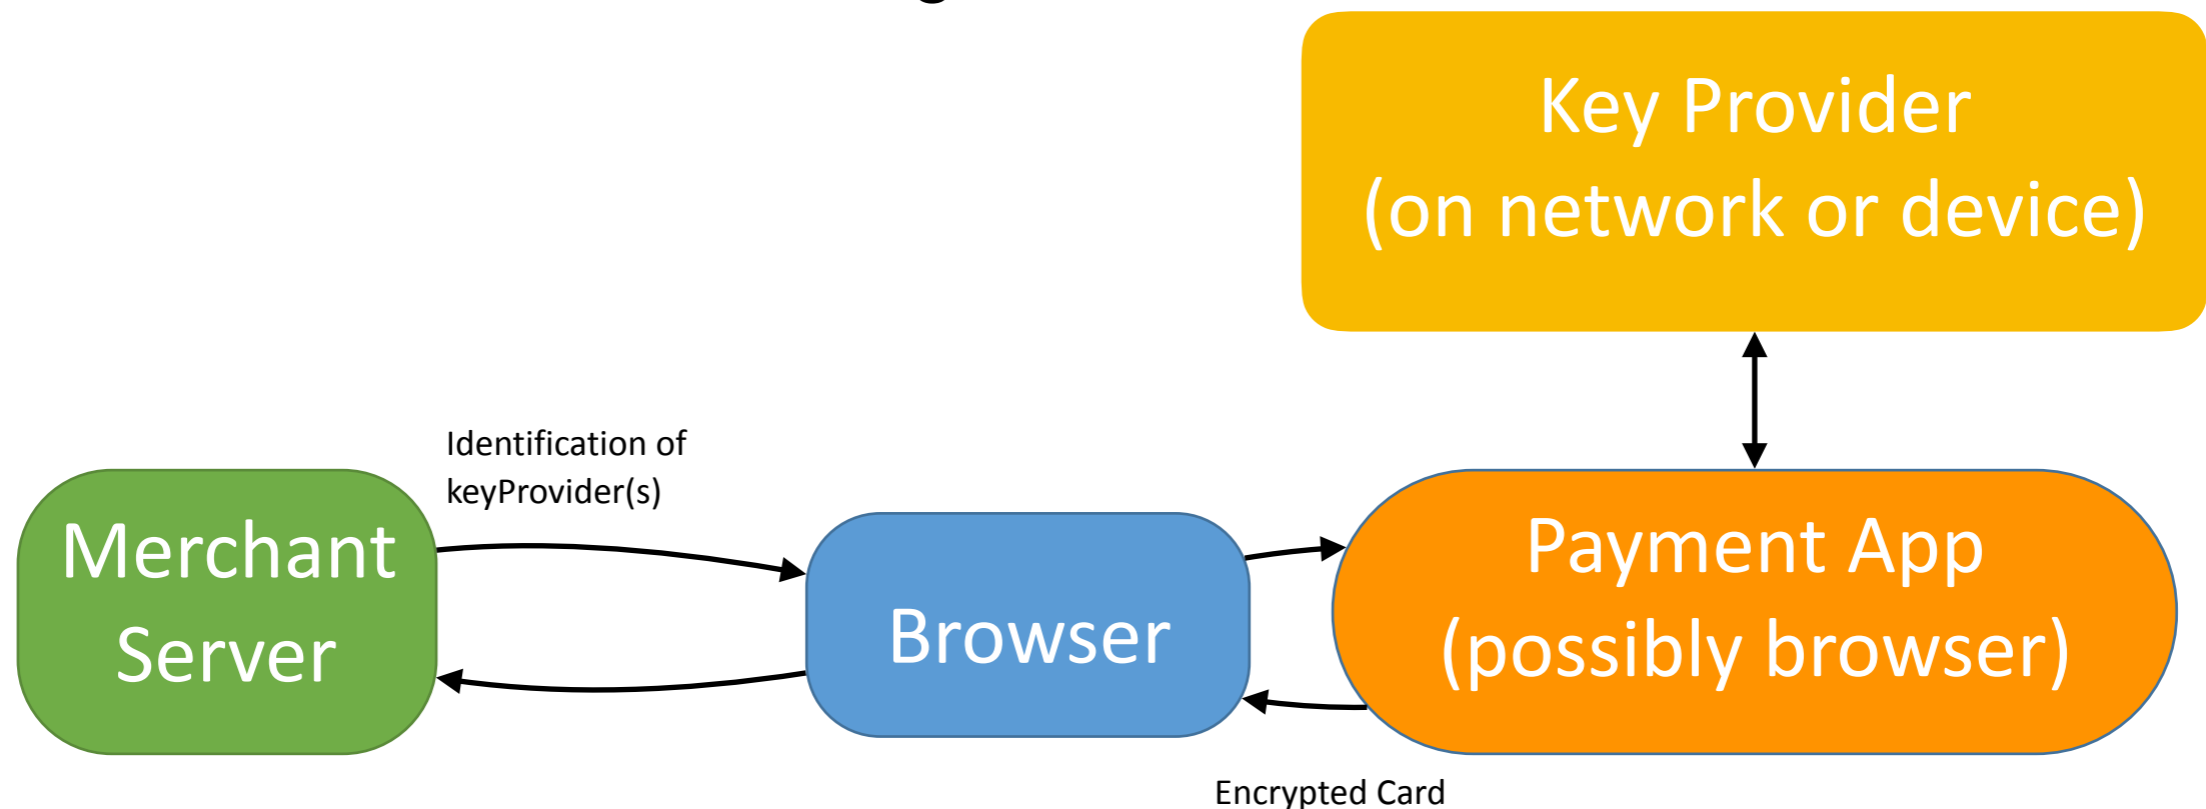 Key Provider
(on network or device)
Identification of
keyProvider(s)
Merchant
Server
Browser
Payment App
(possibly browser)
Encrypted Card